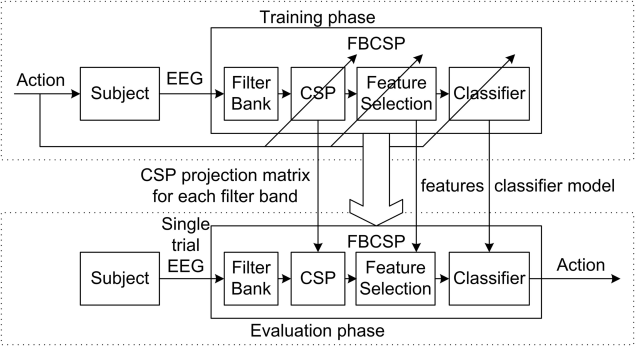 Training phase
FBCSP
Action
Subject
EEG
Filter
Bank
CSP
Feature
Selection
Classifier
CSP projection matrix
for each filter band
features
classifier model
Single
trial
EEG
FBCSP
Subject
Filter
Bank
CSP
Feature
Selection
Classifier
Action
Evaluation phase